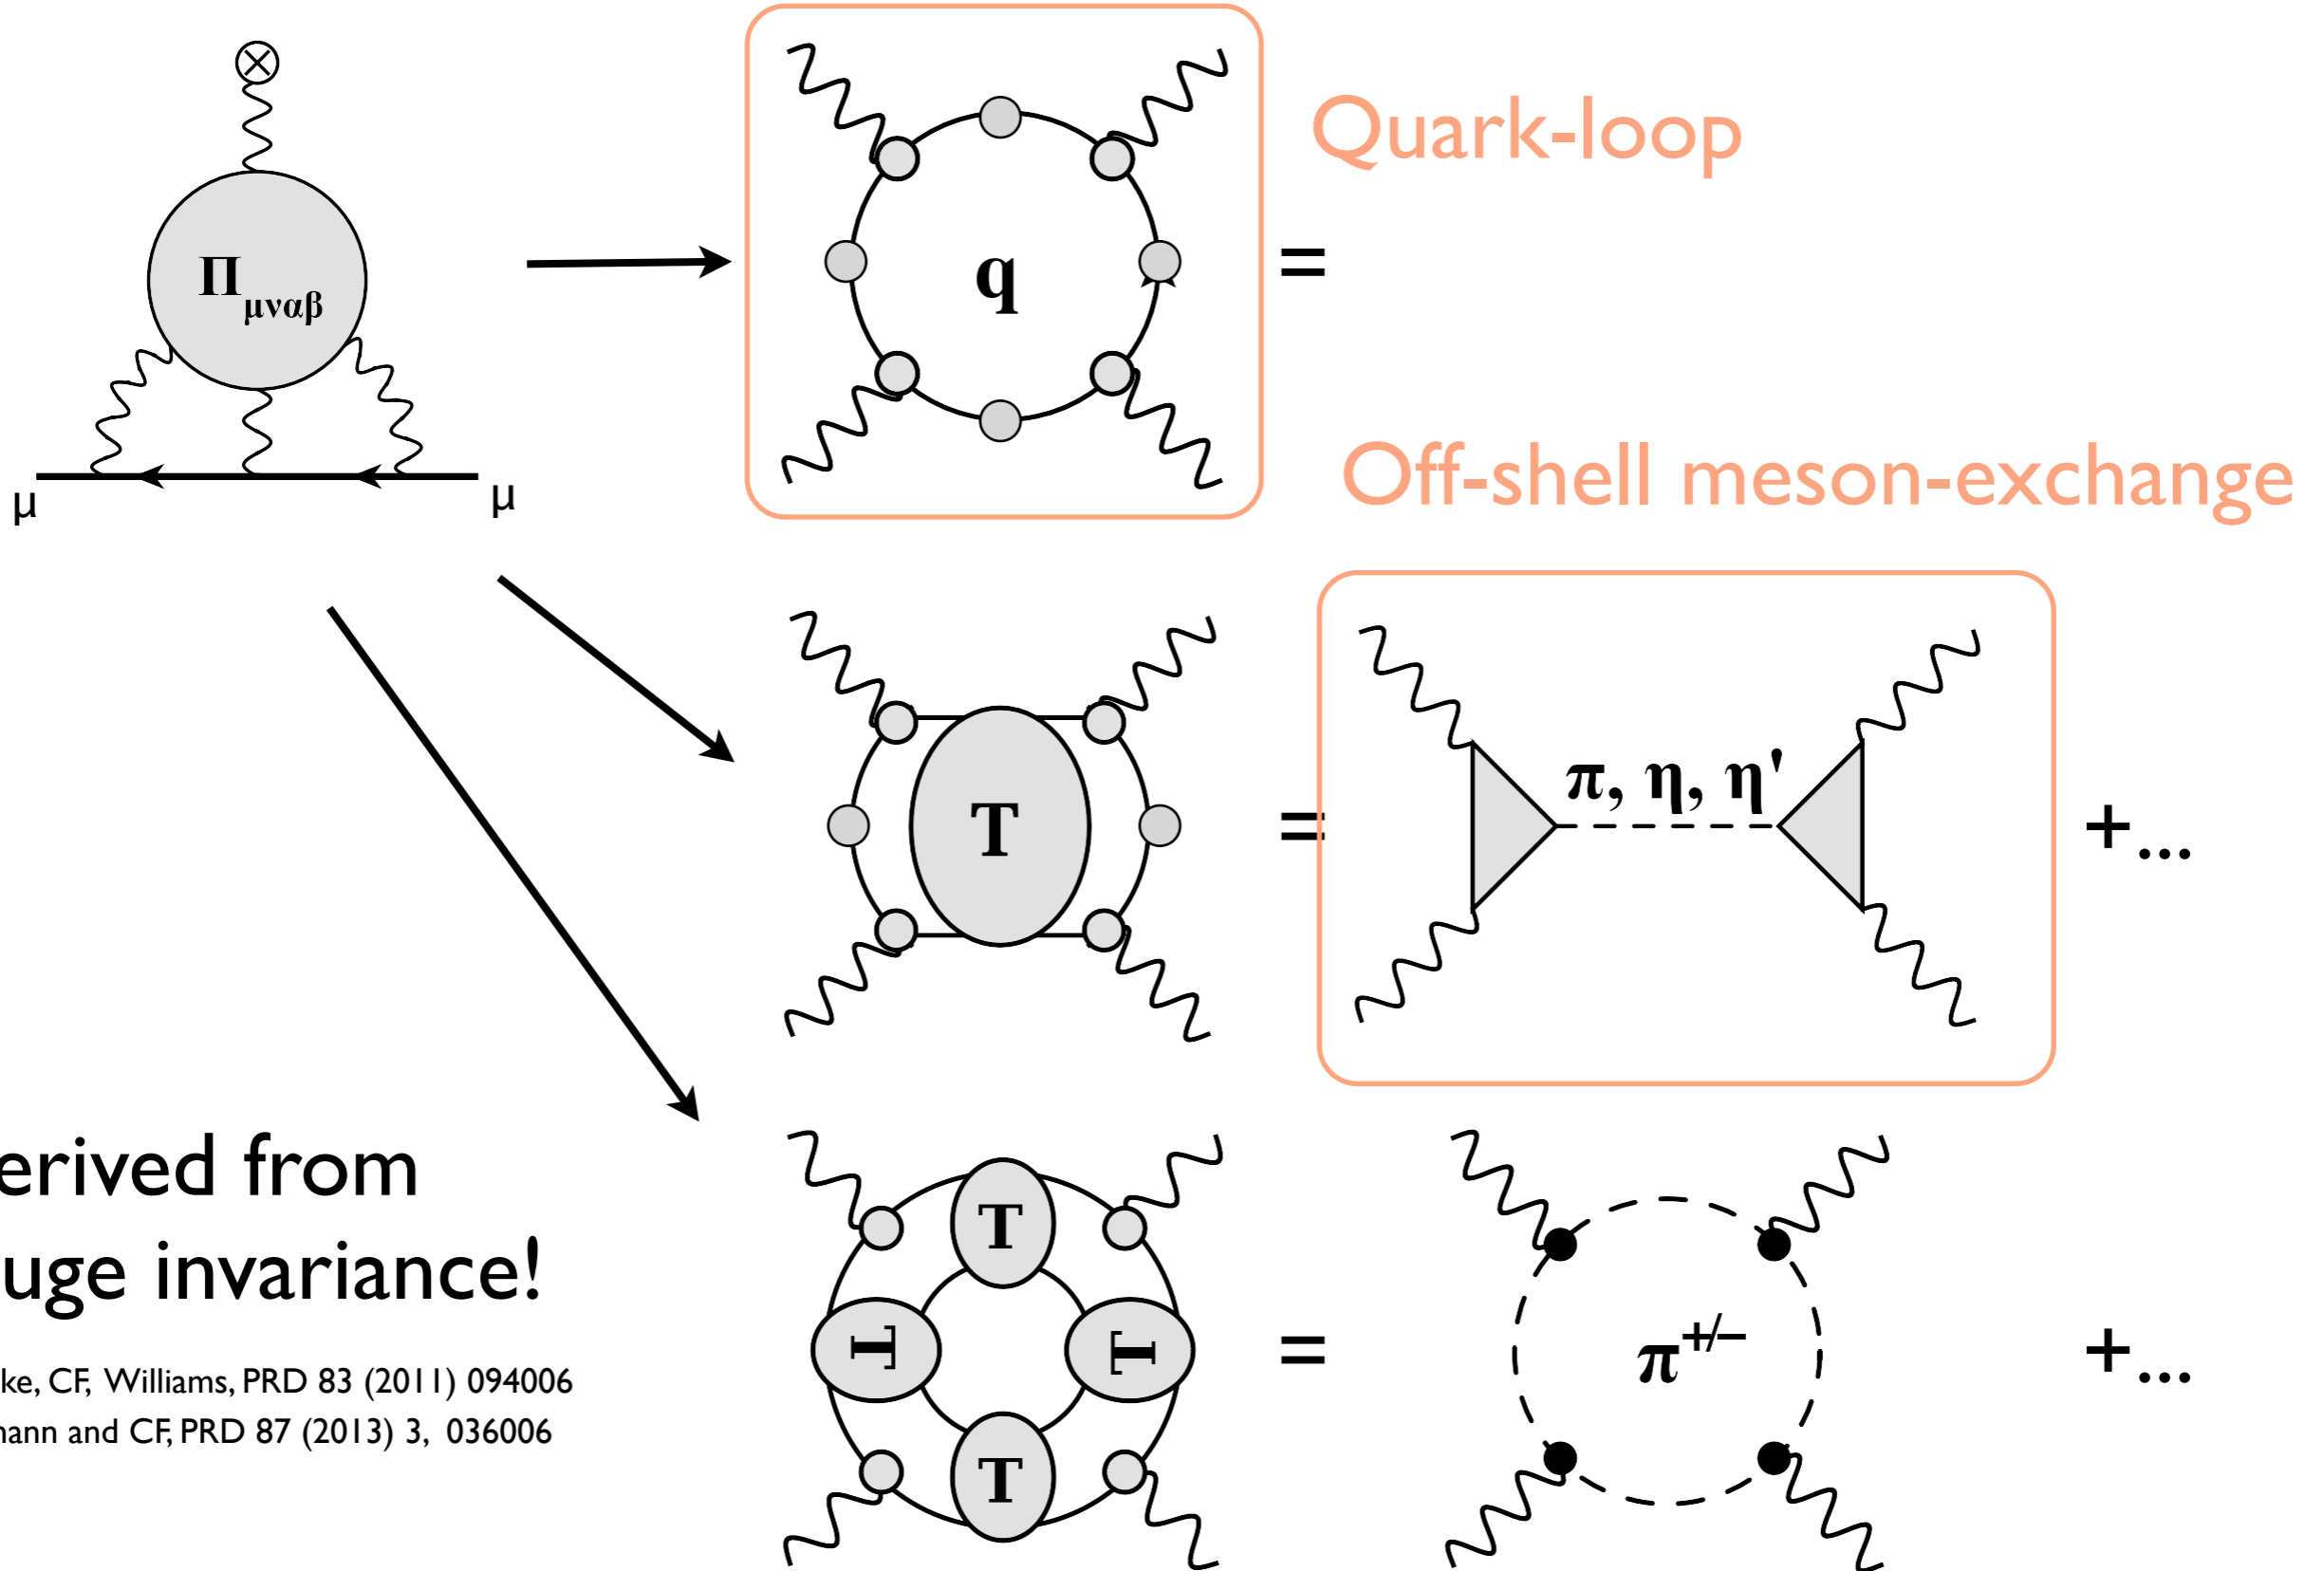 Π μναβ
μ
μ
q
=
Quark-loop
Off-shell meson-exchange
T
=
π, η, η'
+...
erived from
uge invariance!
ke, CF, Williams, PRD 83 (2011) 094006
nann and CF, PRD 87 (2013) 3, 036006
T
T
T
T
=
π+/−
+...